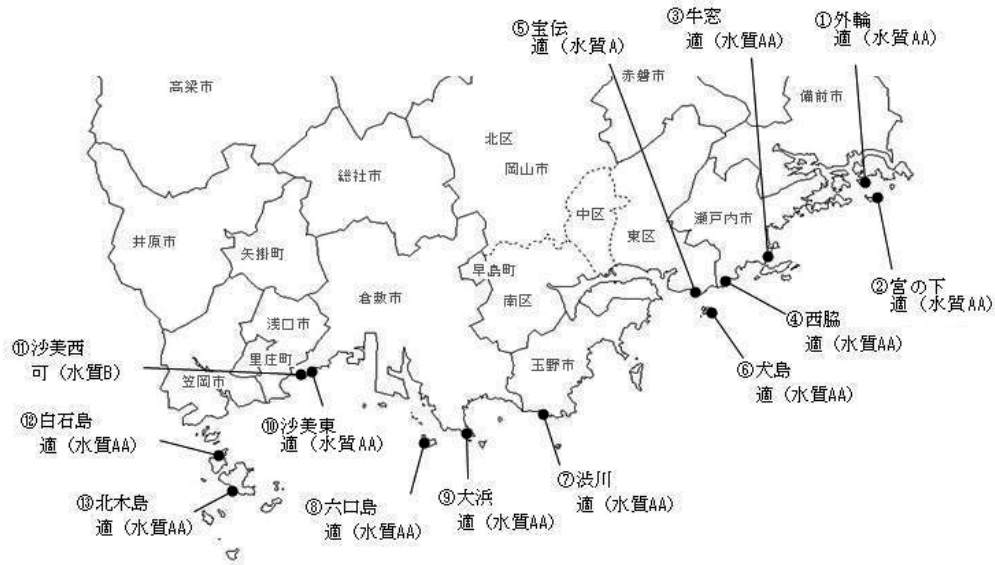 ⑤宝伝
適（水質A）
③牛窓
適（水質AA）
①外輪
適（水質AA）
高梁市
赤磐市
備前市
北区
岡山市
総社市
中区
瀬戸内市
井原市
矢掛町
東区
早島町
倉敷市
南区
②宮の下
適（水質AA）
浅口市
④西脇
適（水質AA）
⑪沙美西
可（水質B）
里庄町
玉野市
笠岡市
⑥犬島
適（水質AA）
⑫白石島
適（水質AA）
⑩沙美東
適（水質AA）
⑦渋川
適（水質AA）
⑬北木島
適（水質AA）
⑧六口島
適（水質AA）
⑨大浜
適（水質AA）